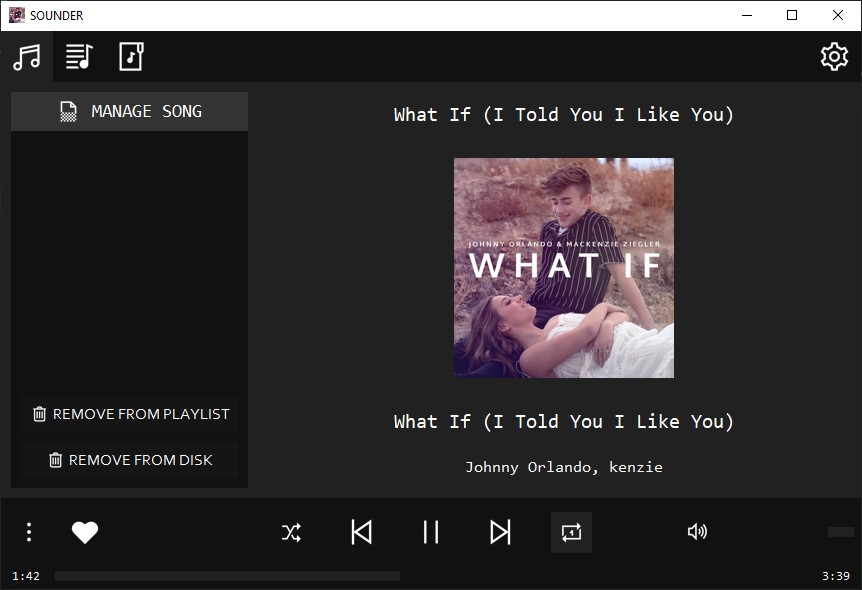 SOUNDER
MANAGE SONG
What If (I Told You I Like You)
JOHNNY ORLANDO & MACKENZIE ZIEGLER
WHAT IF
REMOVE FROM PLAYLIST
REMOVE FROM DISK
What If (I Told You I Like You)
Johnny Orlando, kenzie
1
1:42
3:39